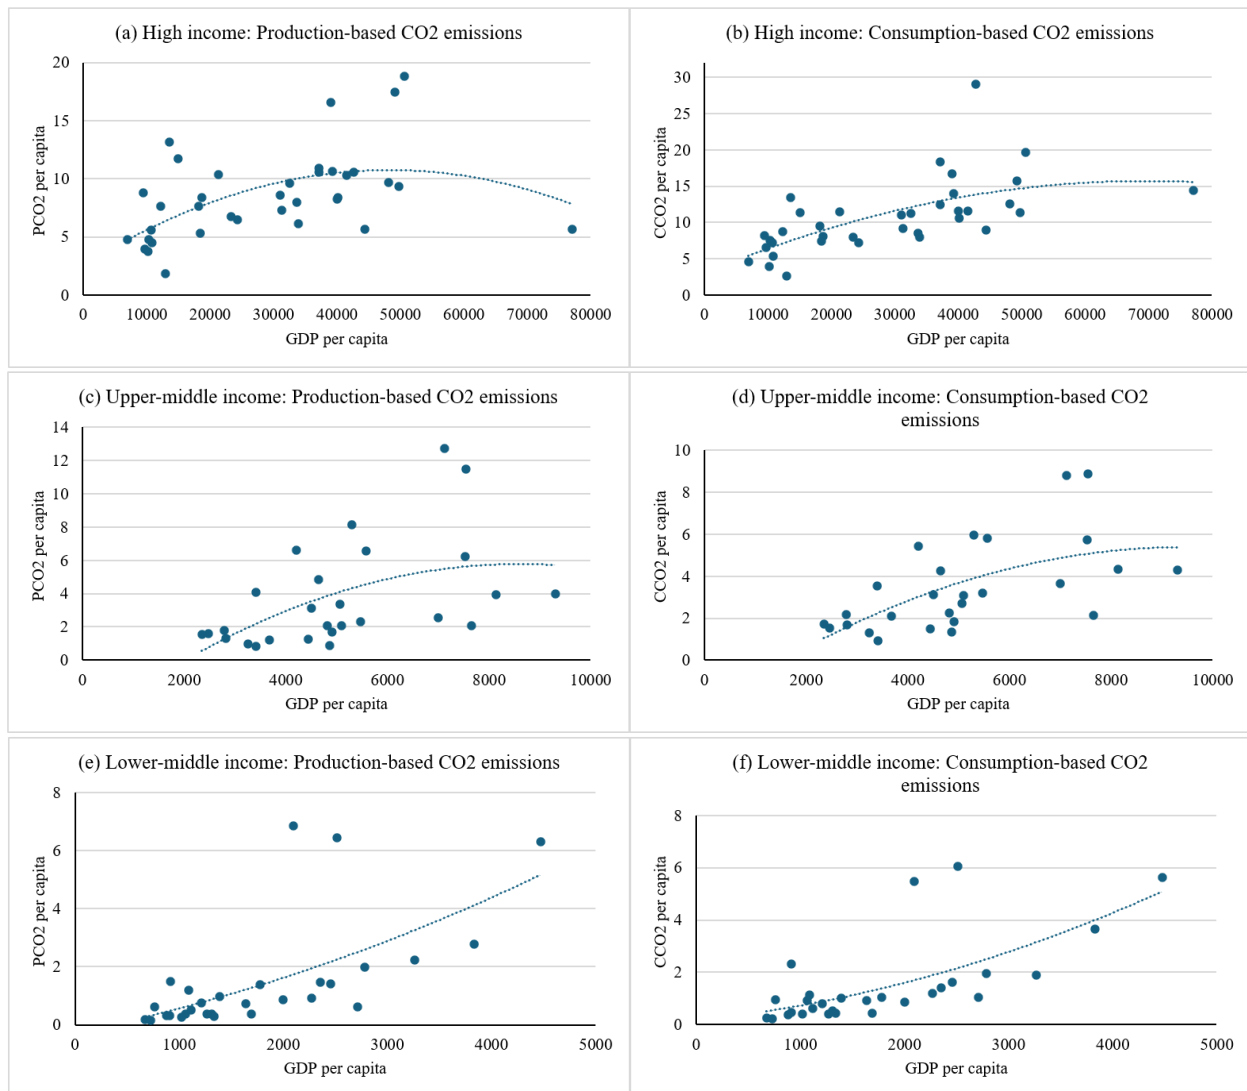 (a) High income: Production-based CO2 emissions
20
15
10
5
0
PCO2 per capita
0 10000 20000 30000 40000 50000 60000 70000 80000
GDP per capita
(b) High income: Consumption-based CO2 emissions
30
25
20
15
10
5
0
CCO2 per capita
0 10000 20000 30000 40000 50000 60000 70000 80000
GDP per capita
(c) Upper-middle income: Production-based CO2 emissions
14
12
10
8
6
4
2
0
PCO2 per capita
0 2000 4000 6000 8000 10000
GDP per capita
(d) Upper-middle income: Consumption-based CO2
emissions
10
8
6
4
2
0
CCO2 per capita
0 2000 4000 6000 8000 10000
GDP per capita
(e) Lower-middle income: Production-based CO2 emissions
8
6
4
2
0
PCO2 per capita
0 1000 2000 3000 4000 5000
GDP per capita
(f) Lower-middle income: Consumption-based CO2
emissions
8
6
4
2
0
CCO2 per capita
0 1000 2000 3000 4000 5000
GDP per capita